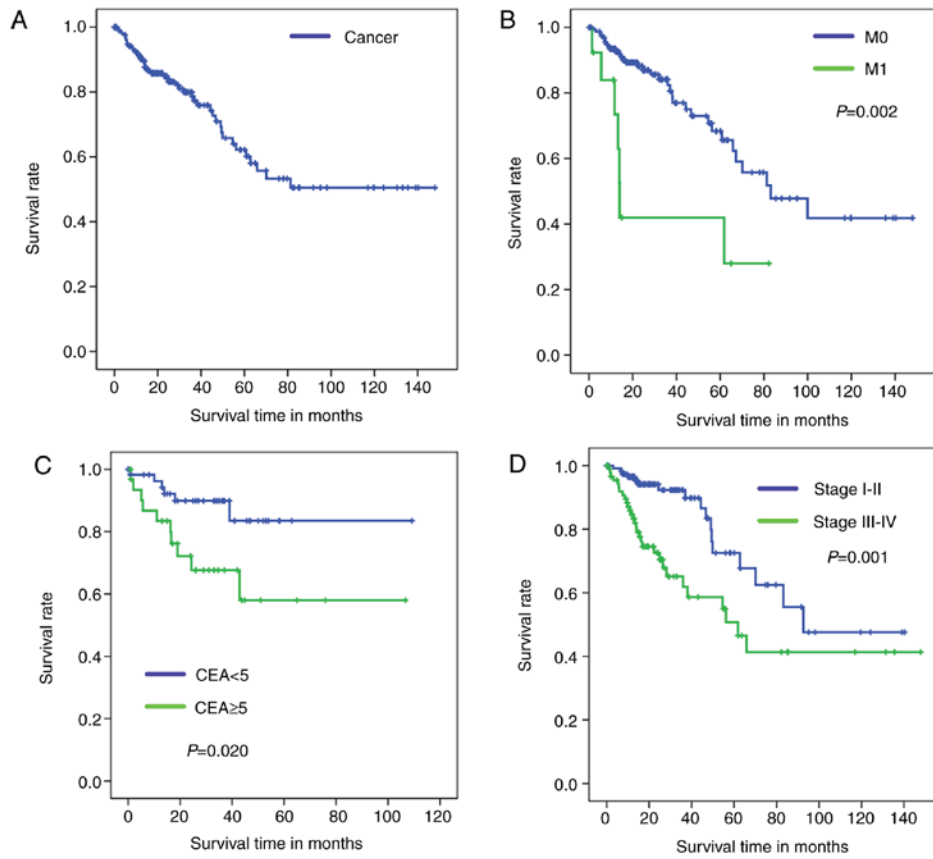 A
Cancer
1.0
0.8
0.6
0.4
0.2
0.0
Survival rate
0 20 40 60 80 100 120 140
Survival time in months
B
M0
M1
P=0.002
1.0
0.8
0.6
0.4
0.2
0.0
Survival rate
0 20 40 60 80 100 120 140
Survival time in months
C
1.0
0.8
0.6
0.4
0.2
0.0
Survival rate
CEA<5
CEA≥5
P=0.020
0 20 40 60 80 100 120
Survival time in months
D
Stage I-II
Stage III-IV
P=0.001
1.0
0.8
0.6
0.4
0.2
0.0
Survival rate
0 20 40 60 80 100 120 140
Survival time in months